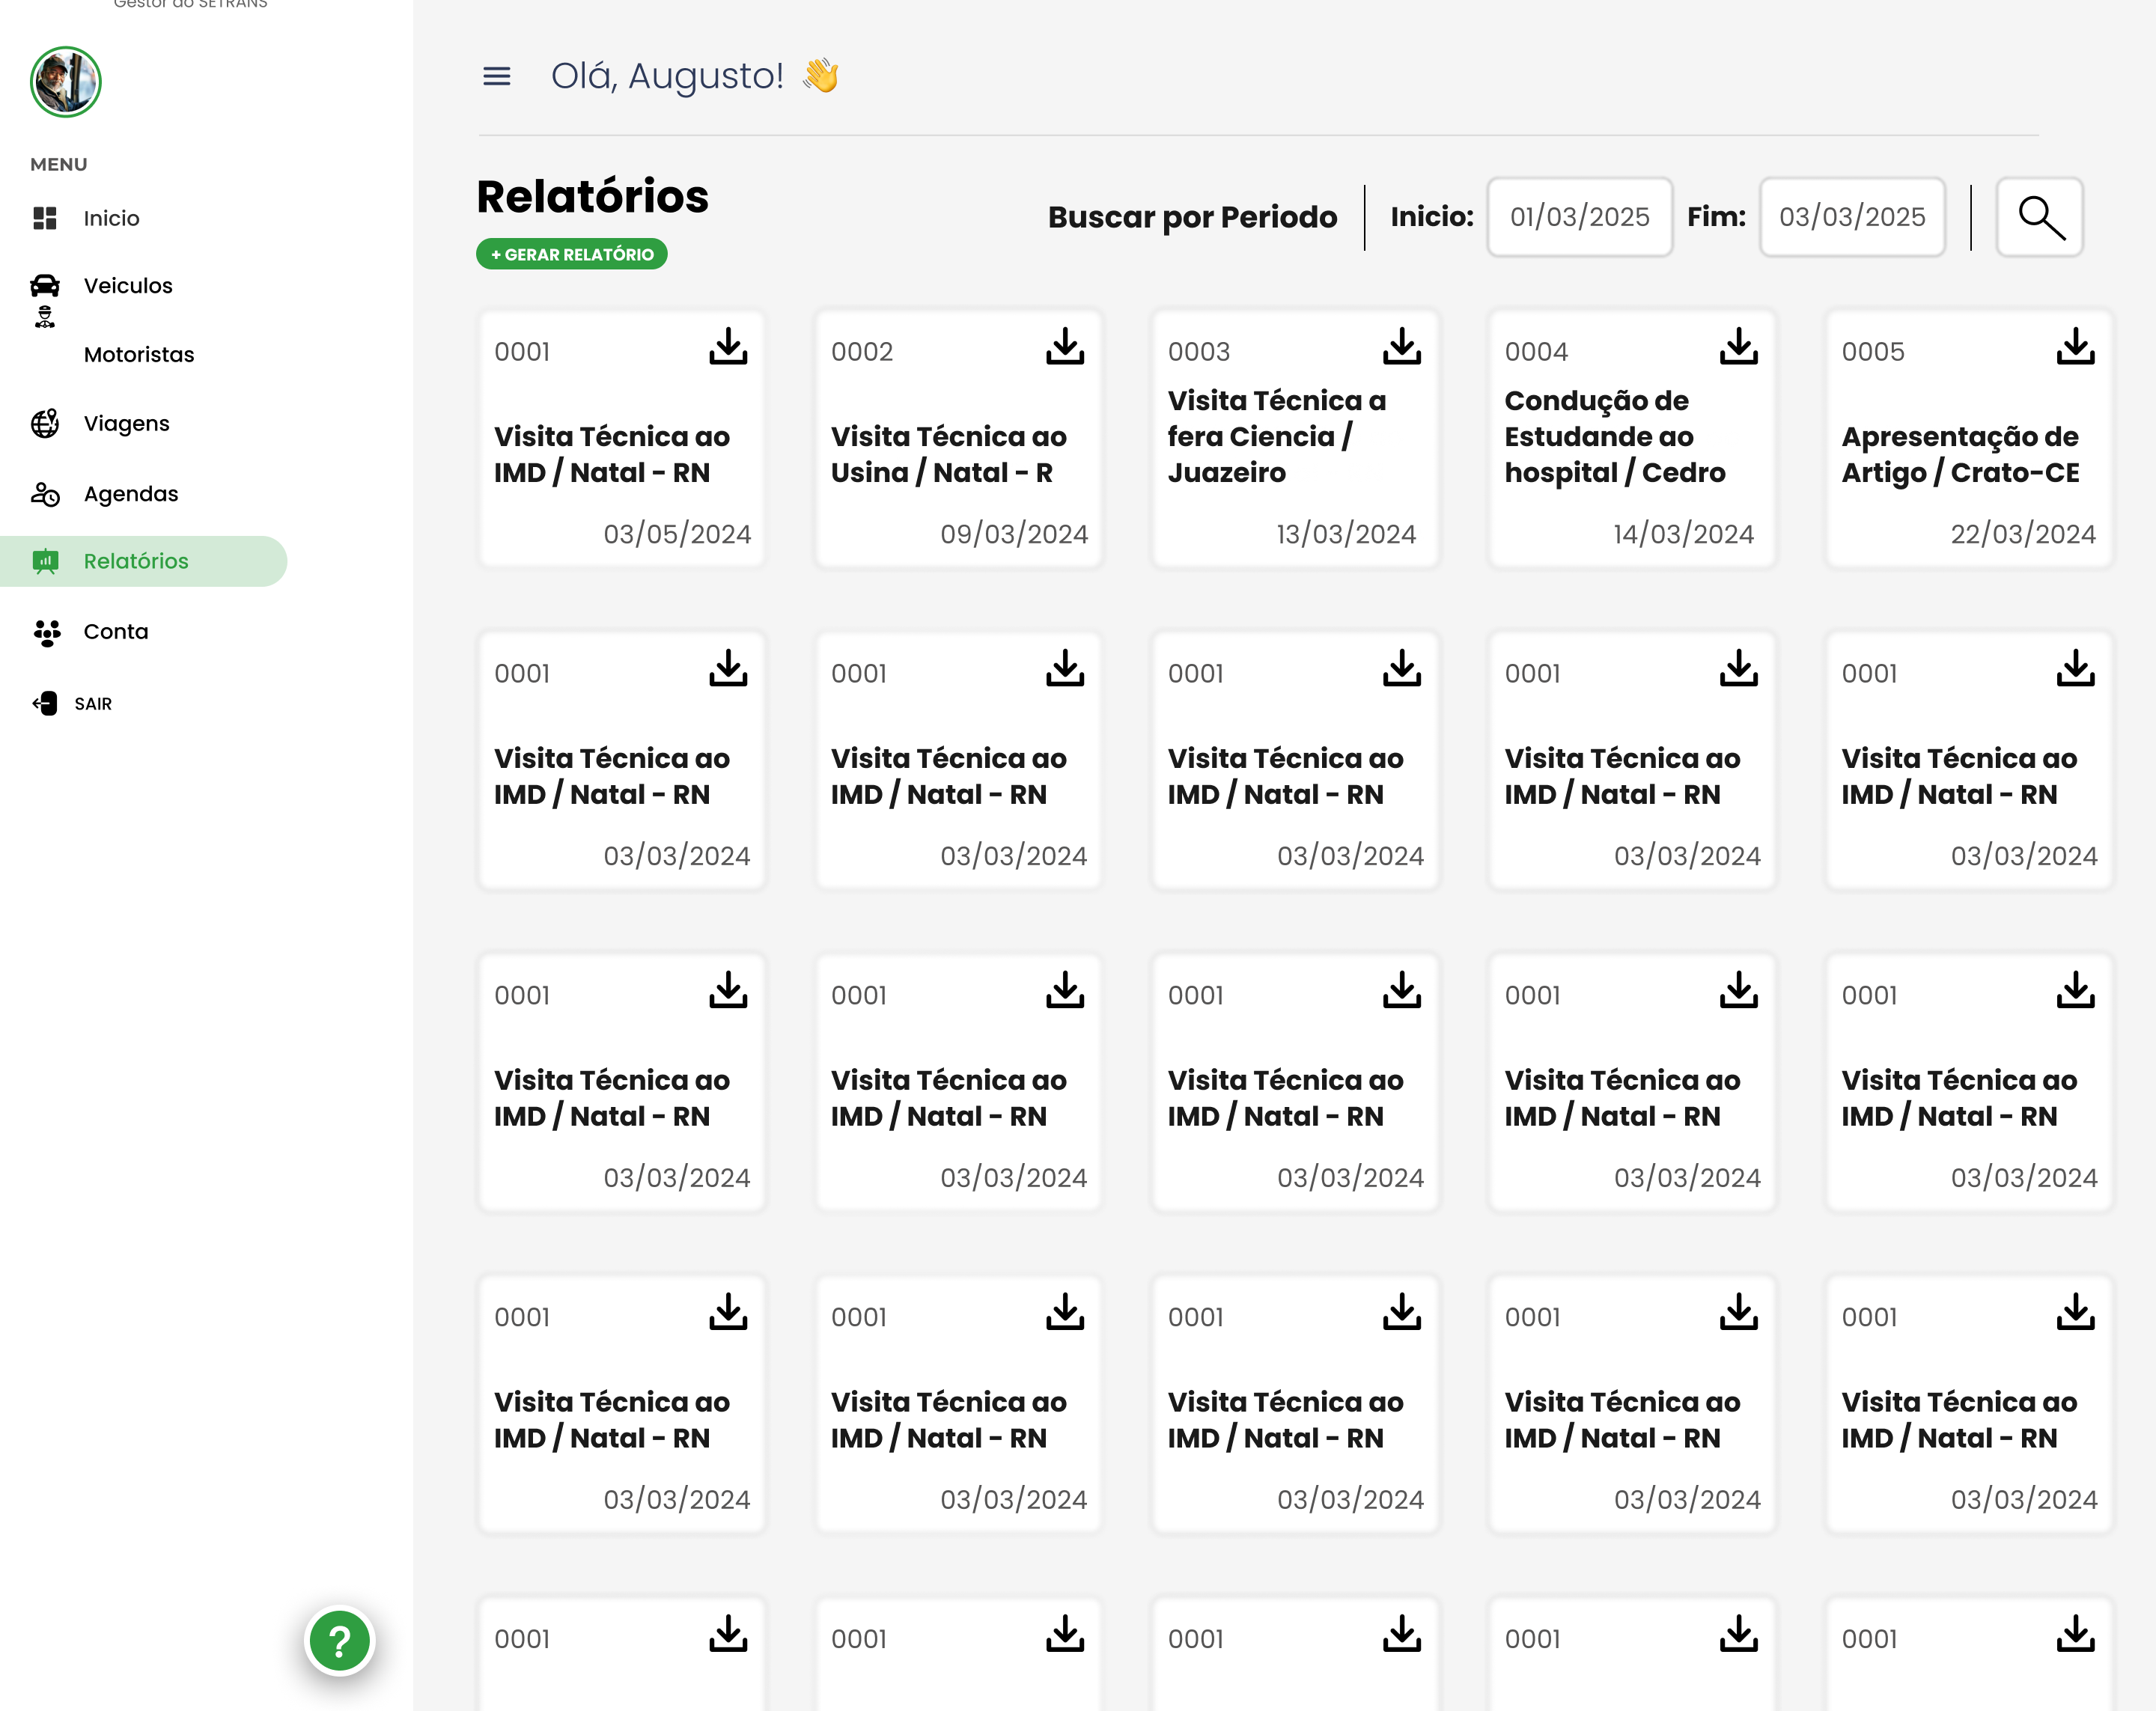 Gestor do SETRANS
MENU
Inicio
Veiculos
Motoristas
Viagens
Agendas
Relatórios
Conta
SAIR
?
Olá, Augusto! 👋
Relatórios
+ GERAR RELATÓRIO
Buscar por Periodo
Inicio:
01/03/2025
Fim:
03/03/2025
0001
Visita Técnica ao
IMD / Natal - RN
03/05/2024
0002
Visita Técnica ao
Usina / Natal - R
09/03/2024
0003
Visita Técnica a
fera Ciencia /
Juazeiro
13/03/2024
0004
Condução de
Estudande ao
hospital / Cedro
14/03/2024
0005
Apresentação de
Artigo / Crato-CE
22/03/2024
0001
Visita Técnica ao
IMD / Natal - RN
03/03/2024
0001
Visita Técnica ao
IMD / Natal - RN
03/03/2024
0001
Visita Técnica ao
IMD / Natal - RN
03/03/2024
0001
Visita Técnica ao
IMD / Natal - RN
03/03/2024
0001
Visita Técnica ao
IMD / Natal - RN
03/03/2024
0001
Visita Técnica ao
IMD / Natal - RN
03/03/2024
0001
Visita Técnica ao
IMD / Natal - RN
03/03/2024
0001
Visita Técnica ao
IMD / Natal - RN
03/03/2024
0001
Visita Técnica ao
IMD / Natal - RN
03/03/2024
0001
Visita Técnica ao
IMD / Natal - RN
03/03/2024
0001
Visita Técnica ao
IMD / Natal - RN
03/03/2024
0001
Visita Técnica ao
IMD / Natal - RN
03/03/2024
0001
Visita Técnica ao
IMD / Natal - RN
03/03/2024
0001
Visita Técnica ao
IMD / Natal - RN
03/03/2024
0001
Visita Técnica ao
IMD / Natal - RN
03/03/2024
0001
0001
0001
0001
0001